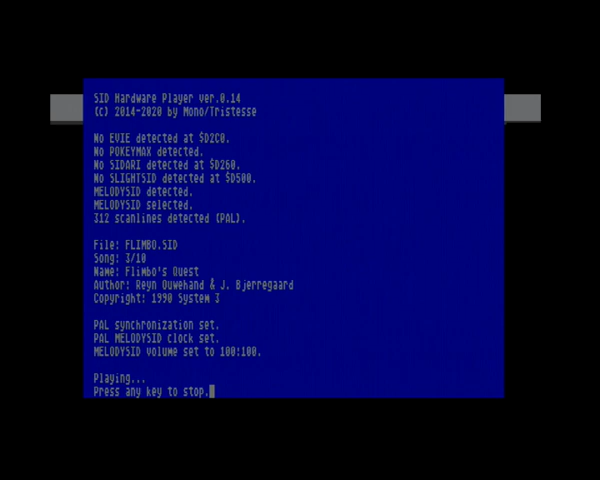 SID Hardware Player ver.0.14
(c) 2014-2020 by Mono/Tristesse
No EVIE detected at $D2C0.
No POKEYMAX detected.
No SIDARI detected at $D260.
No SLIGHTSID detected at $D500.
MELODYSID detected.
MELODYSID selected.
312 scanlines detected (PAL).
File: FLIMBO.SID
Song: 3/10
Name: Flimbo's Quest
Author: Reyn Ouwehand & J. Bjerregaard
Copyright: 1990 System 3
PAL synchronization set.
PAL MELODYSID clock set.
MELODYSID volume set to 100:100.
Playing...
Press any key to stop.